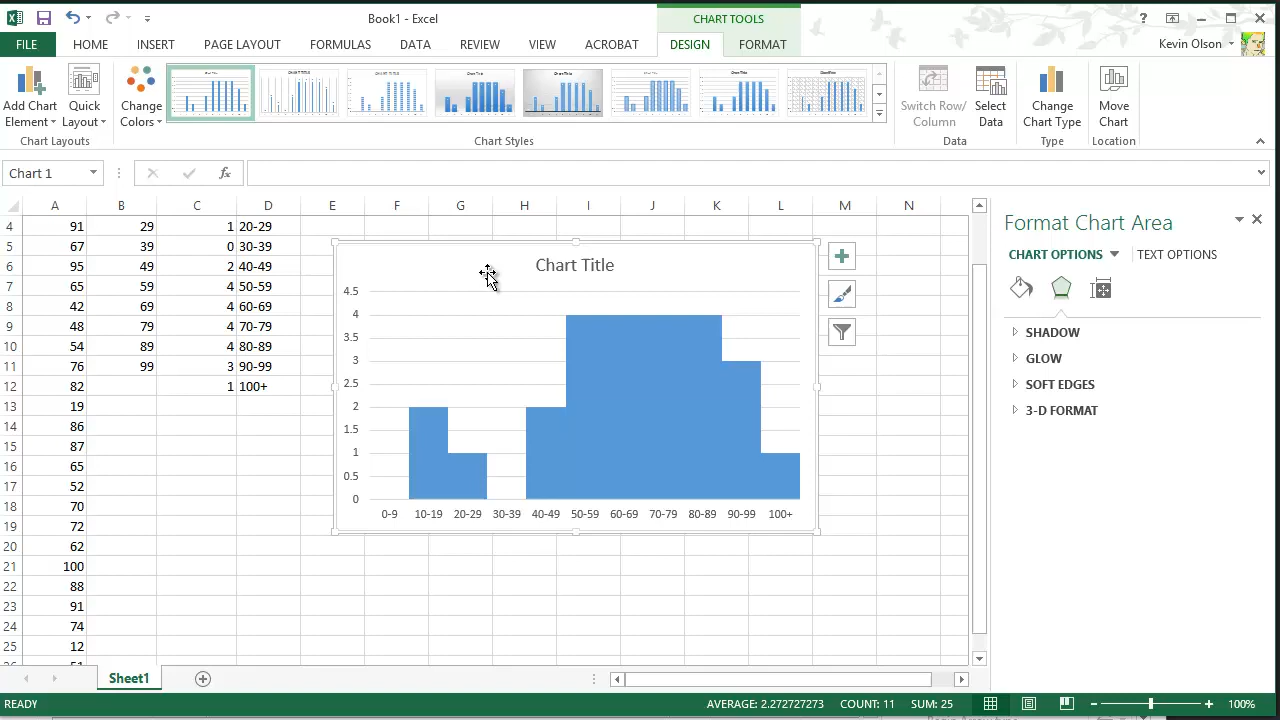 Book1 - Excel
CHART TOOLS
?
FILE HOME INSERT PAGE LAYOUT FORMULAS DATA REVIEW VIEW ACROBAT DESIGN FORMAT
Kevin Olson
Add Chart Element
Quick Layout
Change Colors
Switch Row/ Column
Select Data
Change Chart Type
Move Chart
Chart Layouts
Chart Styles
Data
Type
Location
Chart 1
fx
A B C D E F G H I J K L M N
4 91 29 1 20-29
5 67 39 0 30-39
6 95 49 2 40-49
7 65 59 4 50-59
8 42 69 4 60-69
9 48 79 4 70-79
10 54 89 4 80-89
11 76 99 3 90-99
12 82 1 100+
13 19
14 86
15 87
16 65
17 52
18 70
19 72
20 62
21 100
22 88
23 91
24 74
25 12
Chart Title
4.5
4
3.5
3
2.5
2
1.5
1
0.5
0
0-9 10-19 20-29 30-39 40-49 50-59 60-69 70-79 80-89 90-99 100+
Format Chart Area
CHART OPTIONS TEXT OPTIONS
SHADOW
GLOW
SOFT EDGES
3-D FORMAT
Sheet1
READY
AVERAGE: 2.272727273 COUNT: 11 SUM: 25
100%